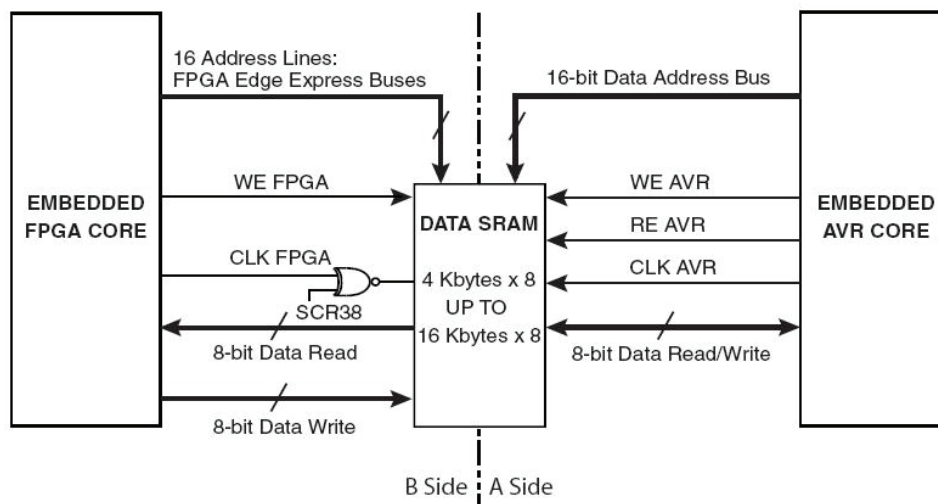 16 Address Lines:
FPGA Edge Express Buses
16-bit Data Address Bus
EMBEDDED
FPGA CORE
WE FPGA
CLK FPGA
SCR38
8-bit Data Read
8-bit Data Write
DATA SRAM
4 Kbytes x 8
UP TO
16 Kbytes x 8
WE AVR
RE AVR
CLK AVR
8-bit Data Read/Write
EMBEDDED
AVR CORE
B Side
A Side